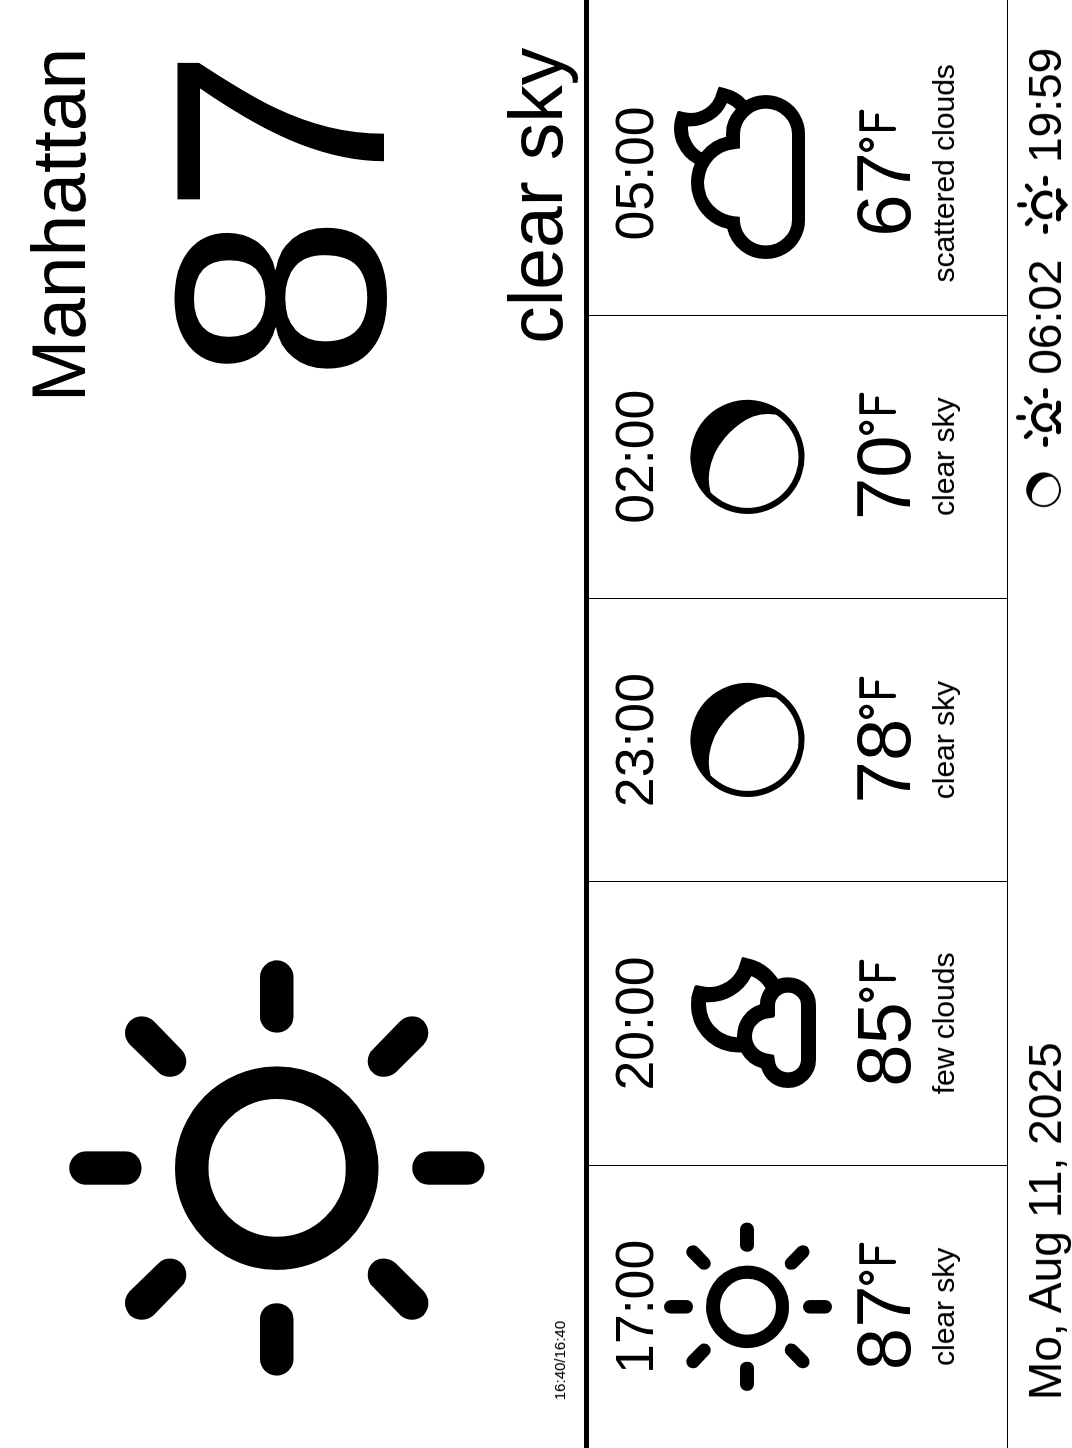 Manhattan
87
clear sky
16:40/16:40
17:00
87°F
clear sky
20:00
85°F
few clouds
23:00
78°F
clear sky
02:00
70°F
clear sky
05:00
67°F
scattered clouds
Mo, Aug 11, 2025
06:02
19:59